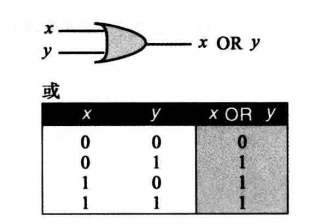 x
y
x OR y
或
x y x OR y
0 0 0
0 1 1
1 0 1
1 1 1